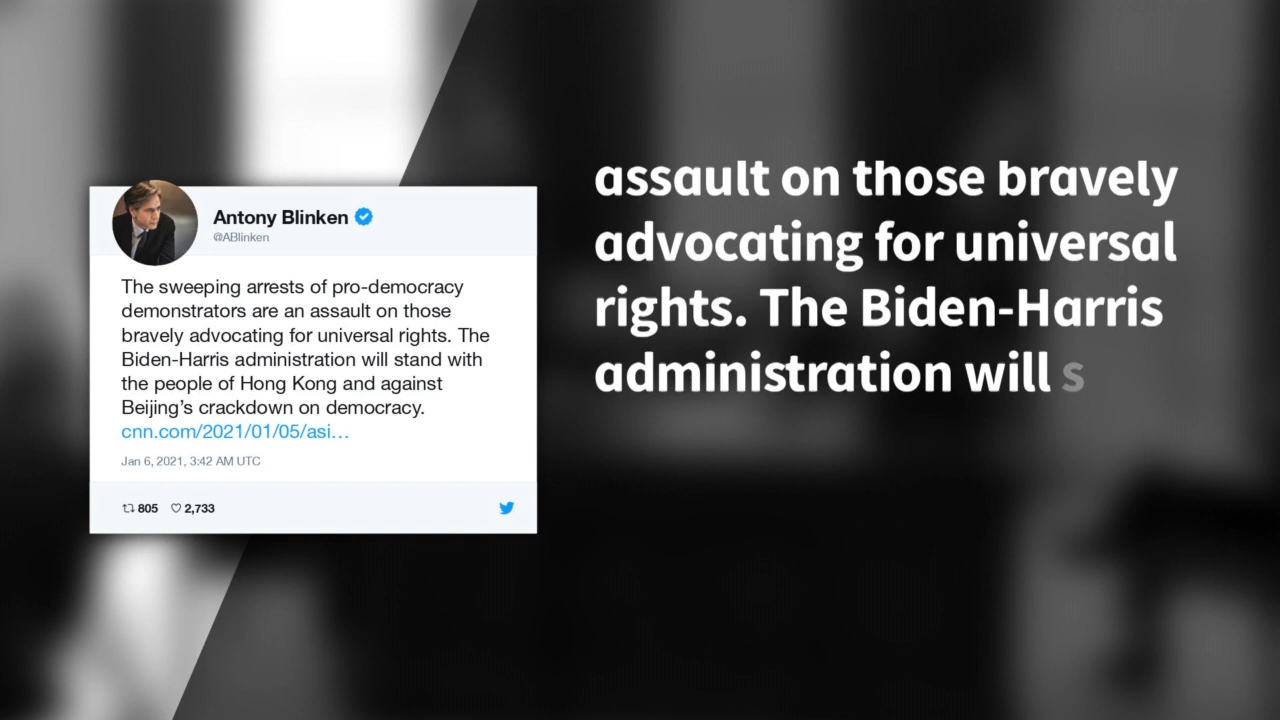 Antony Blinken
@ABlinken
The sweeping arrests of pro-democracy
demonstrators are an assault on those
bravely advocating for universal rights. The
Biden-Harris administration will stand with
the people of Hong Kong and against
Beijing’s crackdown on democracy.
cnn.com/2021/01/05/asi…
Jan 6, 2021, 3:42 AM UTC
805 2,733
assault on those bravely
advocating for universal
rights. The Biden-Harris
administration will s